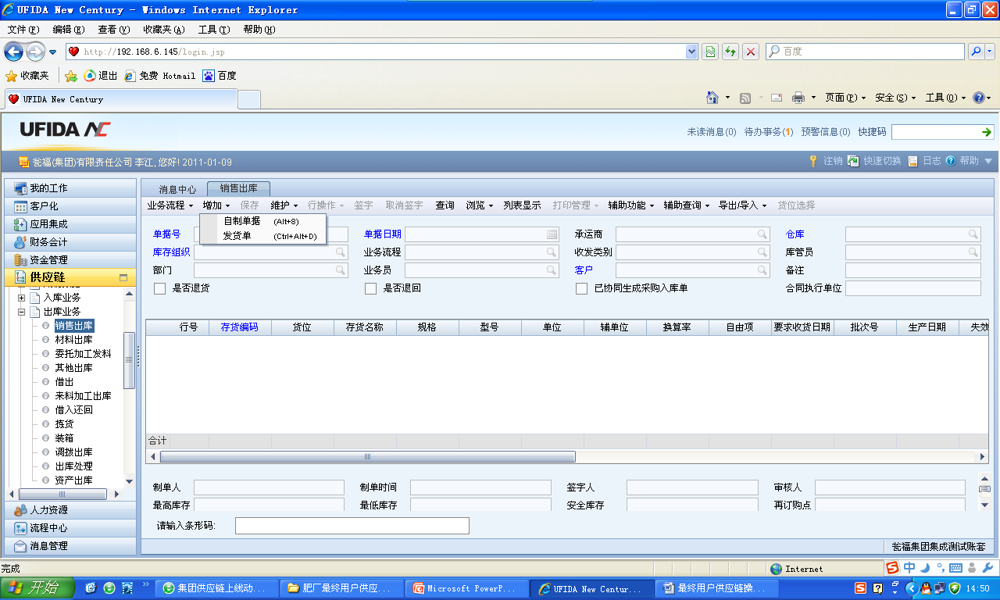 UFIDA New Century - Windows Internet Explorer
文件(F) 编辑(E) 查看(V) 收藏夹(A) 工具(T) 帮助(H)
http://192.168.6.145/login.jsp 百度
收藏夹 退出 免费 Hotmail 百度
UFIDA New Century 页面(P) 安全(S) 工具(O)
UFIDA NC 未读消息(0) 待办事务(1) 预警信息(0) 快捷码
瓮福(集团)有限责任公司 李江,您好! 2011-01-09 注销 快速切换 日志 帮助
我的工作
客户化
应用集成
财务会计
资金管理
供应链
入库业务
出库业务
销售出库
材料出库
委托加工发料
其他出库
借出
来料加工出库
借入还回
拣货
装箱
调拨出库
出库处理
资产出库
人力资源
流程中心
消息管理
消息中心 销售出库
业务流程 增加 保存 维护 行操作 签字 取消签字 查询 浏览 列表显示 打印管理 辅助功能 辅助查询 导出/导入 货位选择
自制单据 (Alt+8)
发货单 (Ctrl+Alt+D)
单据号 单据日期 承运商 仓库
库存组织 业务流程 收发类别 库管员
部门 业务员 客户 备注
是否退货 是否退回 已协同生成采购入库单 合同执行单位
行号 存货编码 货位 存货名称 规格 型号 单位 辅单位 换算率 自由项 要求收货日期 批次号 生产日期 失效
合计
制单人 制单时间 签字人 审核人
最高库存 最低库存 安全库存 再订购点
请输入条形码:
瓮福集团集成测试账套
完成 Internet 中
开始 集团供应链上线动... 肥厂最终用户供应... Microsoft PowerP... UFIDA New Centur... 最终用户供应链操... 14:50